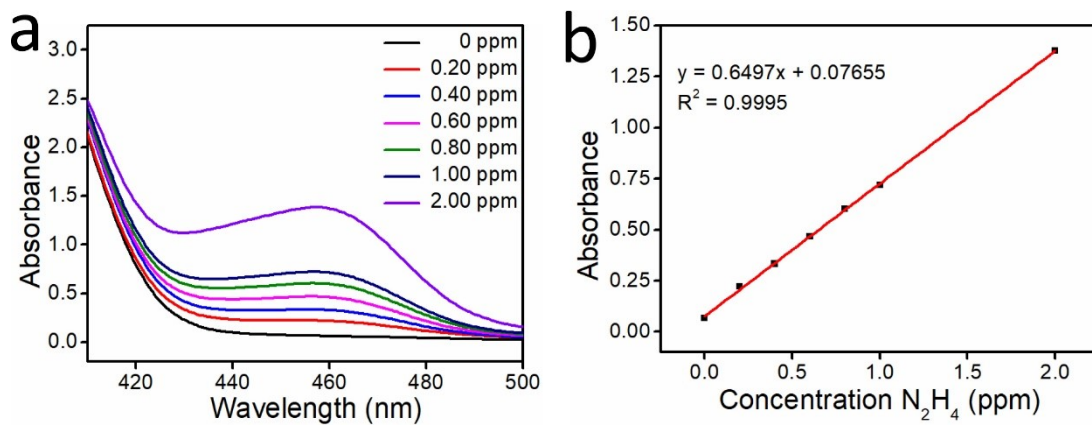 a
Absorbance
3.0
2.5
2.0
1.5
1.0
0.5
0.0
0 ppm
0.20 ppm
0.40 ppm
0.60 ppm
0.80 ppm
1.00 ppm
2.00 ppm
420
440
460
480
500
Wavelength (nm)
b
Absorbance
1.50
1.25
1.00
0.75
0.50
0.25
0.00
y = 0.6497x + 0.07655
R² = 0.9995
0.0
0.5
1.0
1.5
2.0
Concentration N₂H₄ (ppm)